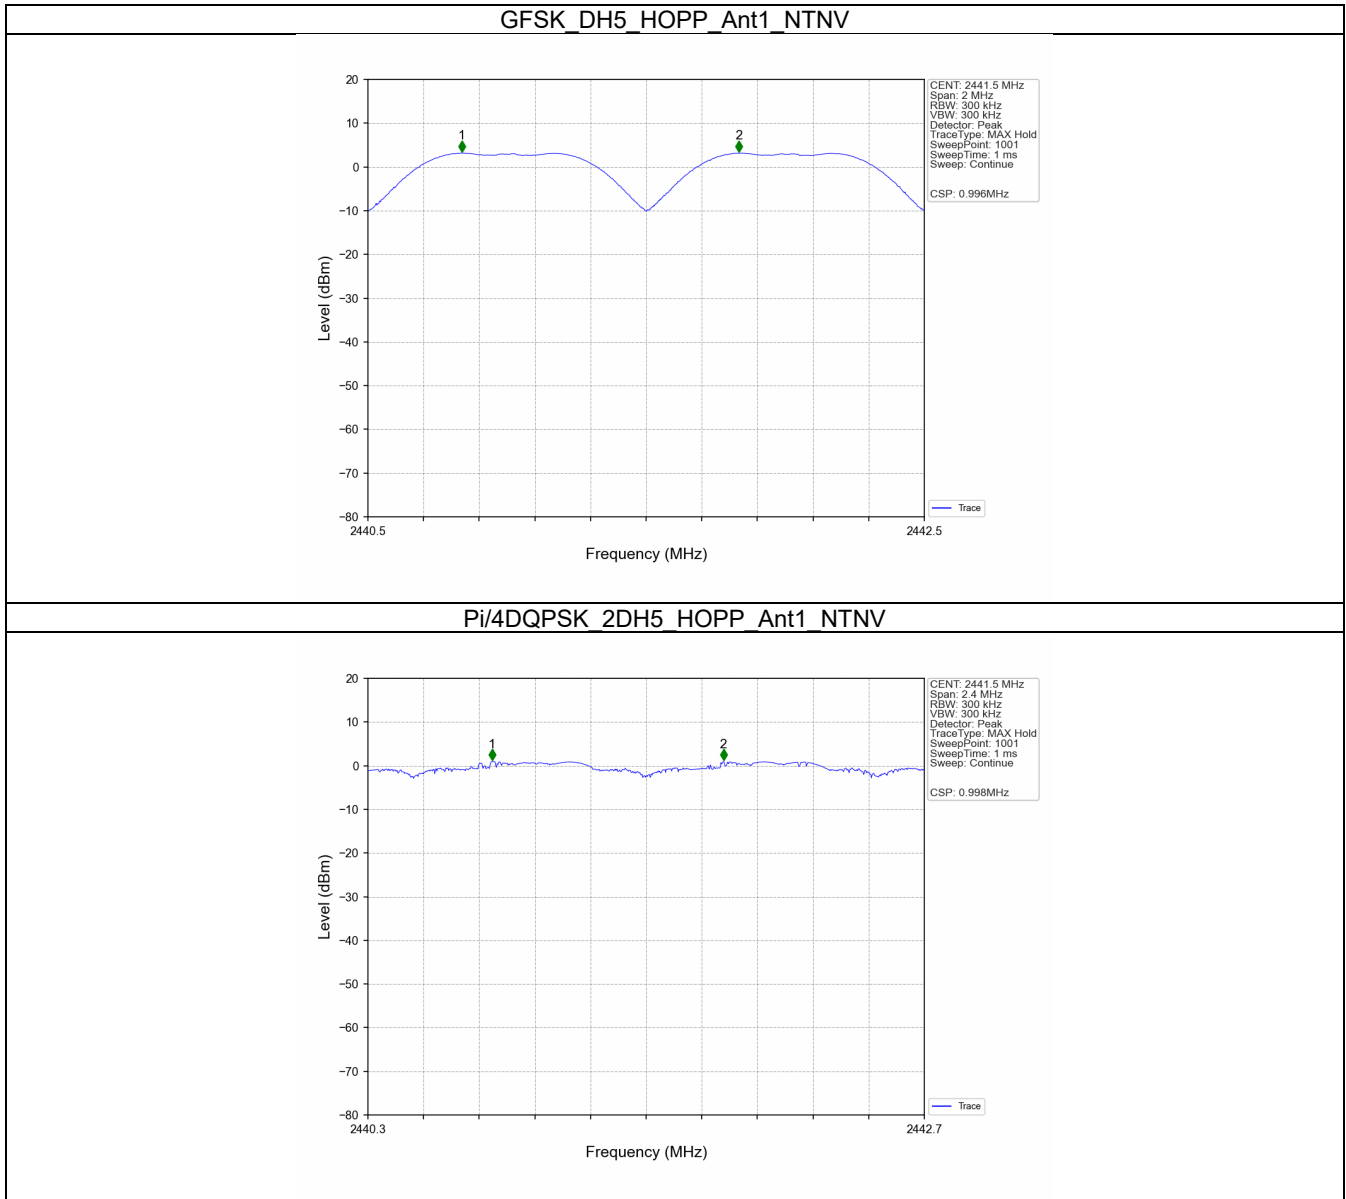 GFSK_DH5_HOPP_Ant1_NTNV
20
10
0
−10
−20
−30
−40
−50
−60
−70
−80
Level (dBm)
1
2
2440.5
2442.5
Frequency (MHz)
CENT: 2441.5 MHz
Span: 2 MHz
RBW: 300 kHz
VBW: 300 kHz
Detector: Peak
TraceType: MAX Hold
SweepPoint: 1001
SweepTime: 1 ms
Sweep: Continue
CSP: 0.996MHz
Trace
Pi/4DQPSK_2DH5_HOPP_Ant1_NTNV
20
10
0
−10
−20
−30
−40
−50
−60
−70
−80
Level (dBm)
1
2
2440.3
2442.7
Frequency (MHz)
CENT: 2441.5 MHz
Span: 2.4 MHz
RBW: 300 kHz
VBW: 300 kHz
Detector: Peak
TraceType: MAX Hold
SweepPoint: 1001
SweepTime: 1 ms
Sweep: Continue
CSP: 0.998MHz
Trace